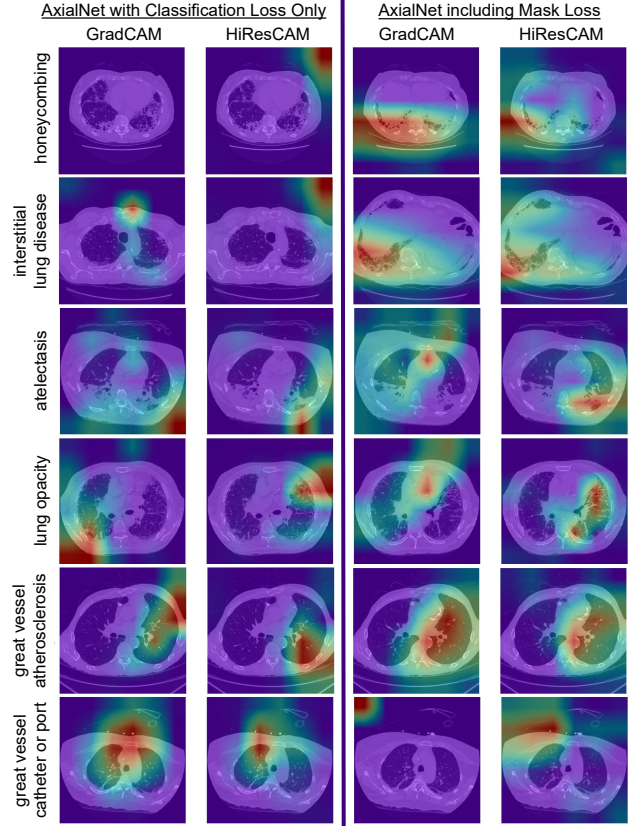 AxialNet with Classification Loss Only
AxialNet including Mask Loss
GradCAM
HiResCAM
GradCAM
HiResCAM
honeycombing
interstitial
lung disease
atelectasis
lung opacity
great vessel
atherosclerosis
great vessel
catheter or port